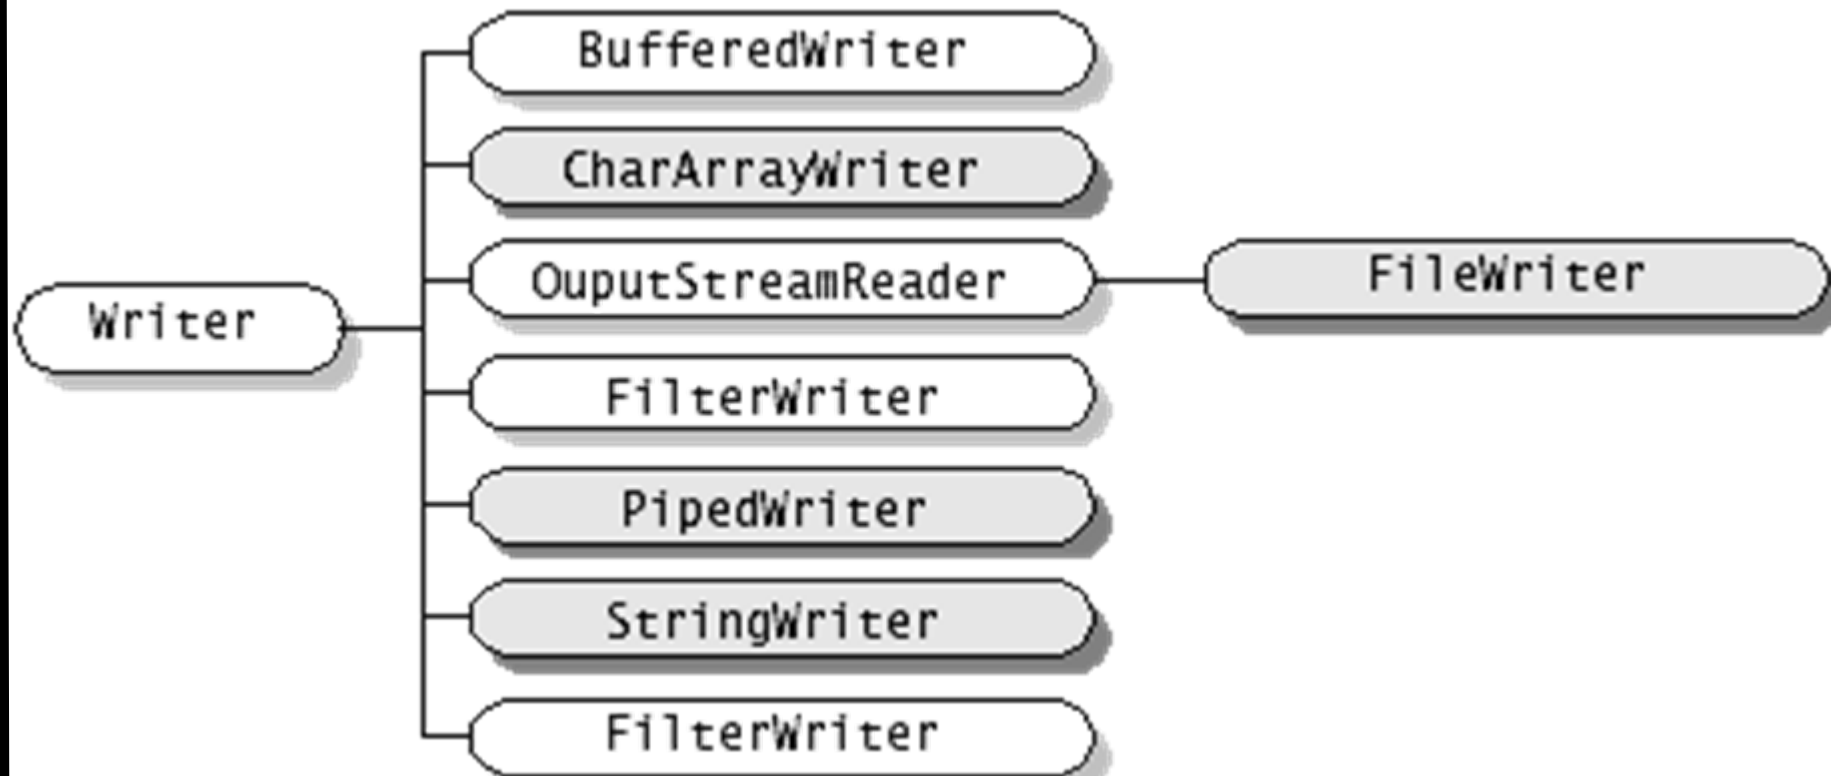 BufferedWriter
CharArrayWriter
OuputStreamReader
FileWriter
Writer
FilterWriter
PipedWriter
StringWriter
FilterWriter